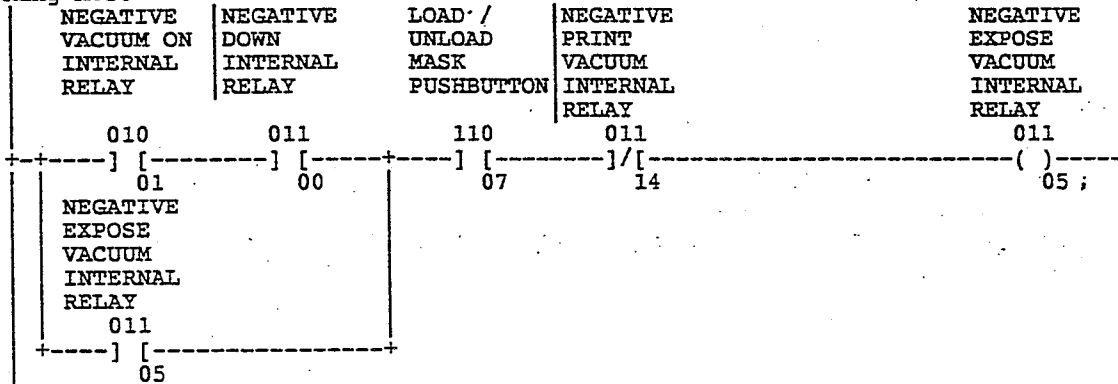 NEGATIVE NEGATIVE LOAD / NEGATIVE NEGATIVE
VACUUM ON DOWN UNLOAD PRINT EXPOSE
INTERNAL INTERNAL MASK VACUUM VACUUM
RELAY RELAY PUSHBUTTON INTERNAL INTERNAL
RELAY RELAY
010 011 110 011 011
+-+-----] [---------] [------+-----] [---------]/[--------------------------------( )-----
01 00 07 14 05 ;
NEGATIVE
EXPOSE
VACUUM
INTERNAL
RELAY
011
+----] [------------------+
05